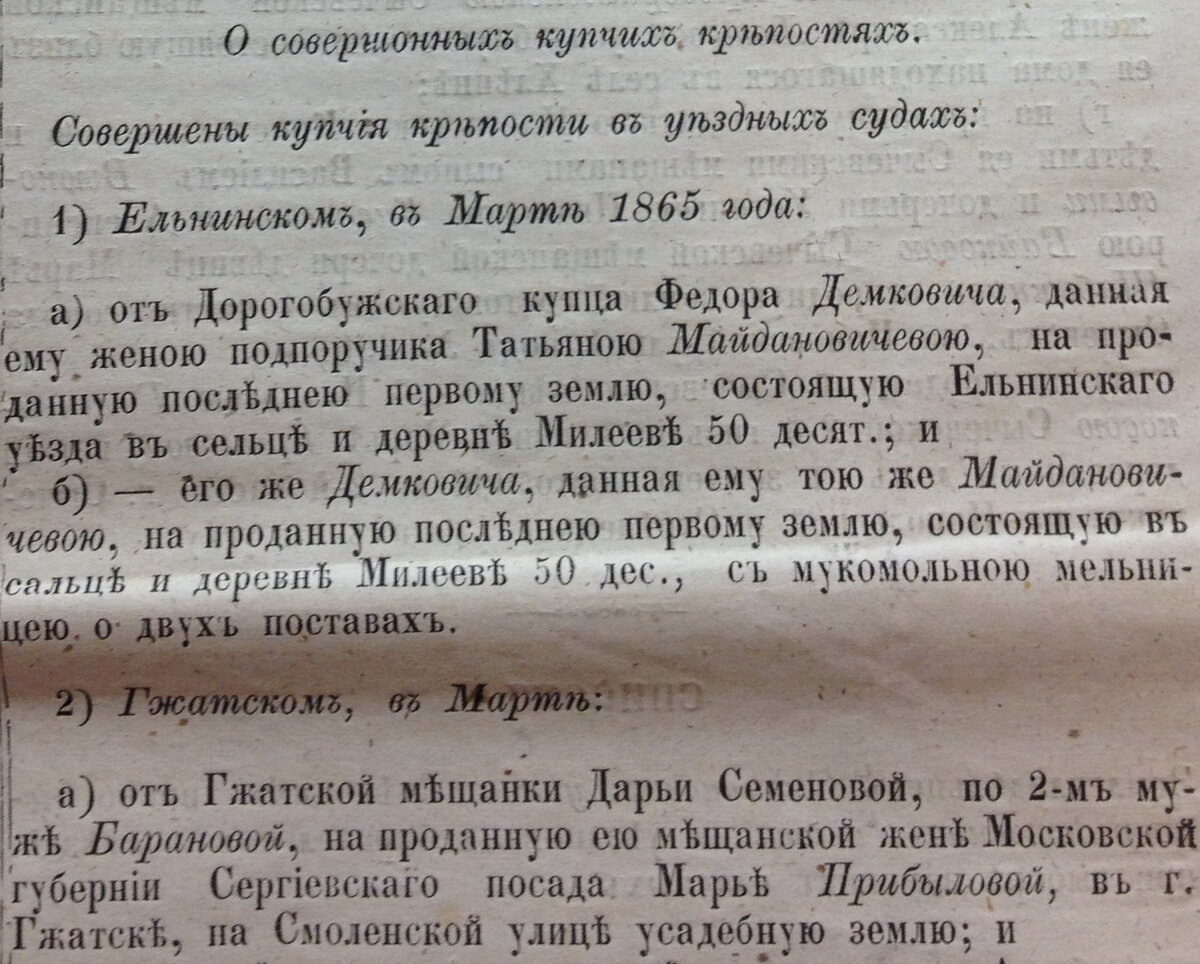 О совершонныхъ купчихъ крѣпостяхъ.
Совершены купчія крѣпости въ уѣздныхъ судахъ:
1) Ельнинскомъ, въ Мартѣ 1865 года:
а) отъ Дорогобужскаго купца Федора Демковича, данная
ему женою подпоручика Татьяною Майдановичевою, на про-
данную послѣднею первому землю, состоящую Ельнинскаго
уѣзда въ сельцѣ и деревнѣ Милеевѣ 50 десят.; и
б) — его же Демковича, данная ему тою же Майданови-
чевою, на проданную послѣднею первому землю, состоящую въ
сальцѣ и деревнѣ Милеевѣ 50 дес., съ мукомольною мельни-
цею о двухъ поставахъ.
2) Гжатскомъ, въ Мартѣ:
а) отъ Гжатской мѣщанки Дарьи Семеновой, по 2-мъ му-
жѣ Барановой, на проданную ею мѣщанской женѣ Московской
губерніи Сергіевскаго посада Марьѣ Прибыловой, въ г.
Гжатскѣ, на Смоленской улицѣ усадебную землю; и